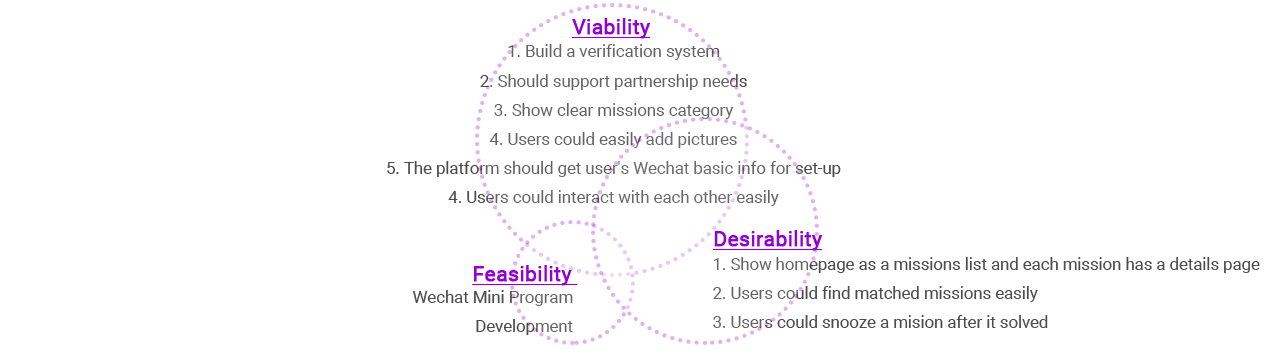 Viability
1. Build a verification system
2. Should support partnership needs
3. Show clear missions category
4. Users could easily add pictures
5. The platform should get user's Wechat basic info for set-up
4. Users could interact with each other easily
Feasibility
Wechat Mini Program
Development
Desirability
1. Show homepage as a missions list and each mission has a details page
2. Users could find matched missions easily
3. Users could snooze a mision after it solved